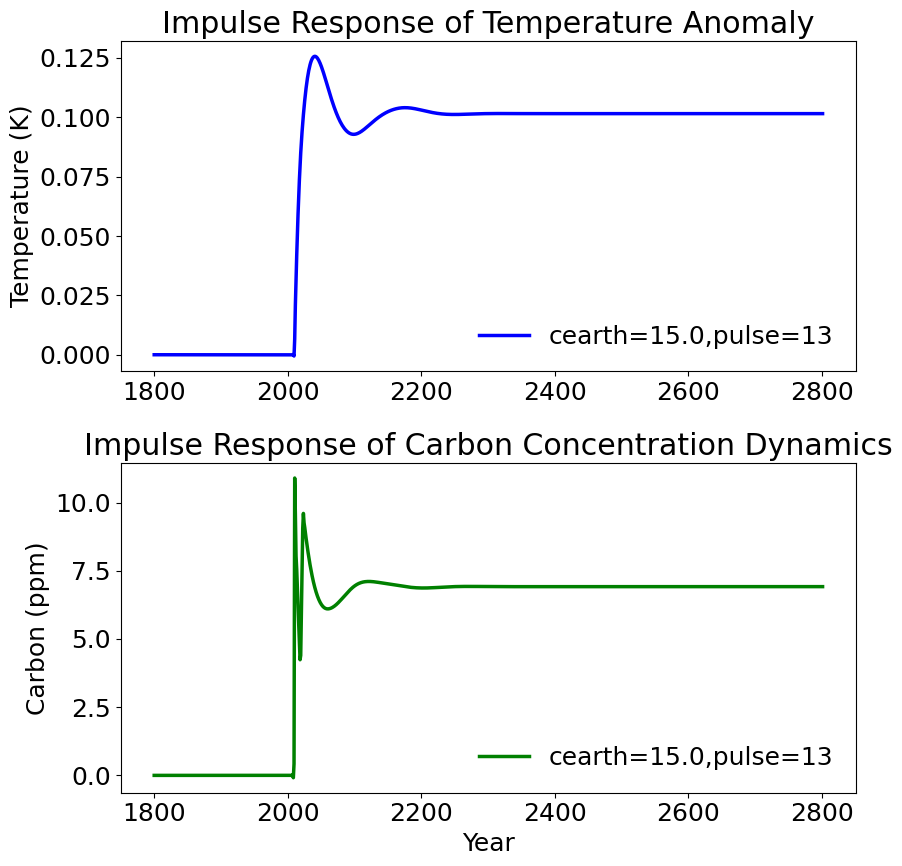 Impulse Response of Temperature Anomaly
Temperature (K)
0.125
0.100
0.075
0.050
0.025
0.000
cearth=15.0,pulse=13
1800 2000 2200 2400 2600 2800
Impulse Response of Carbon Concentration Dynamics
Carbon (ppm)
10.0
7.5
5.0
2.5
0.0
cearth=15.0,pulse=13
1800 2000 2200 2400 2600 2800
Year